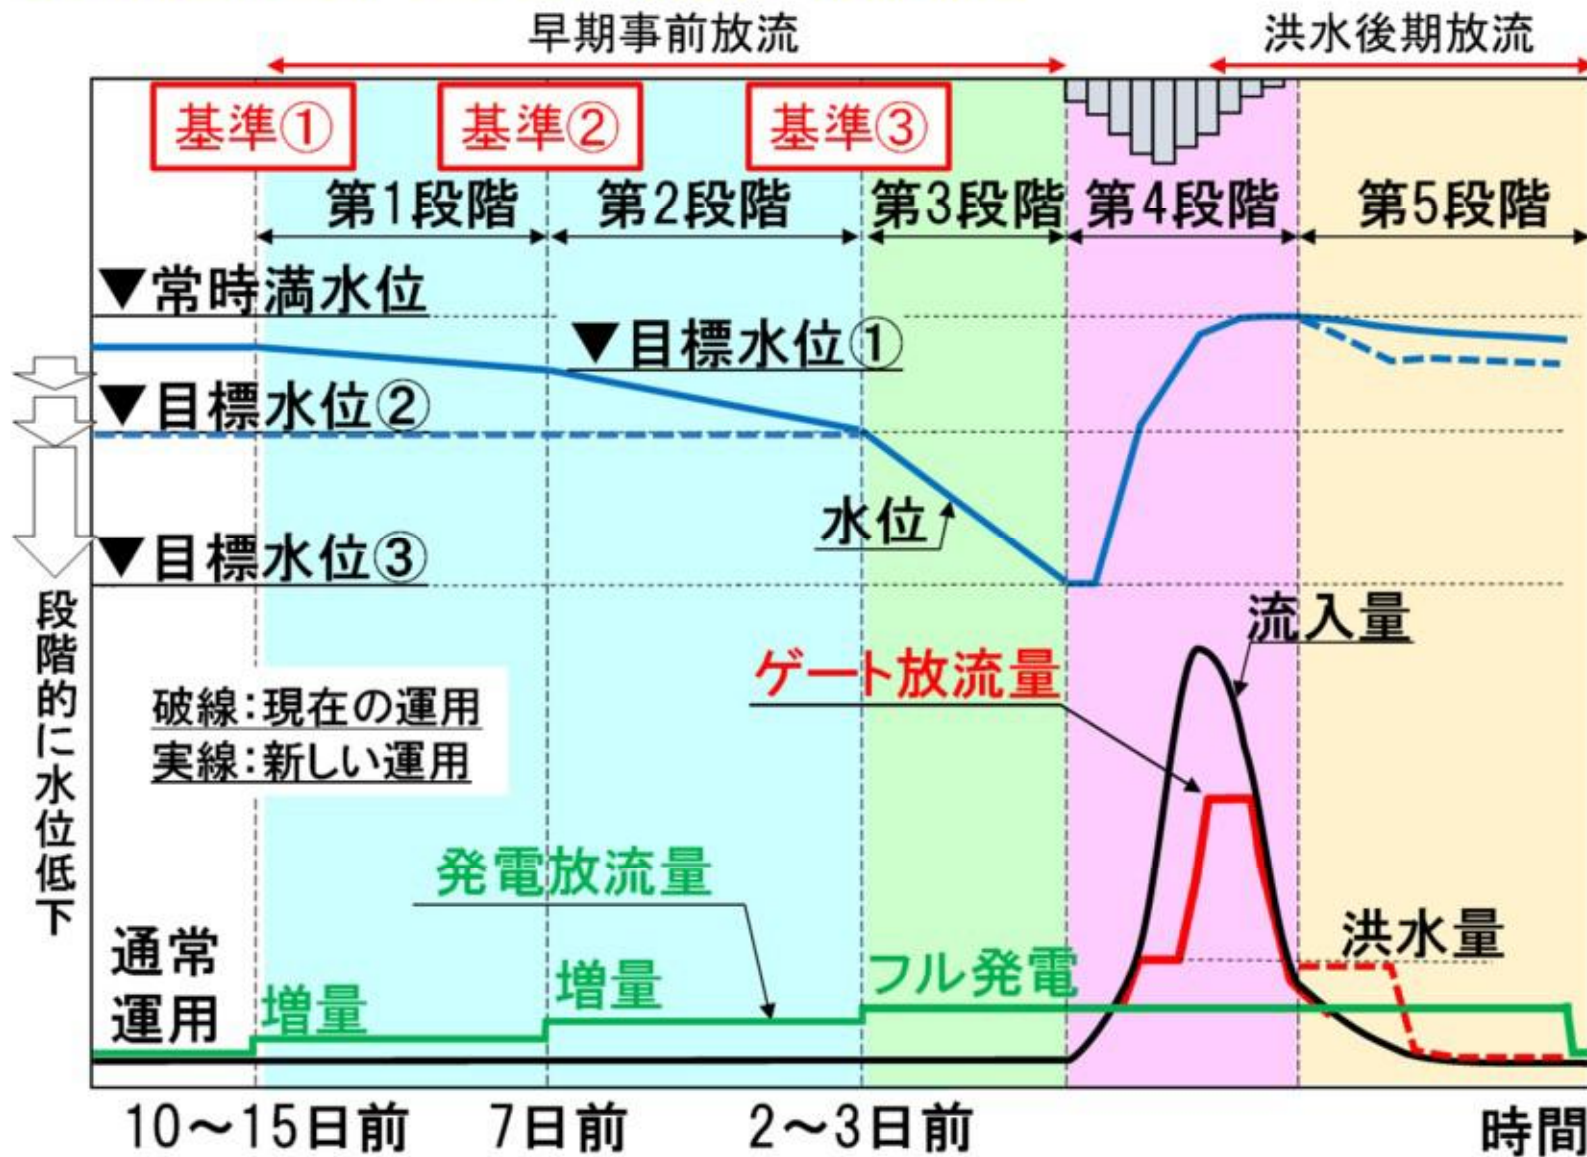 早期事前放流
洪水後期放流
基準①
基準②
基準③
第1段階
第2段階
第3段階
第4段階
第5段階
▼常時満水位
▼目標水位①
▼目標水位②
水位
▼目標水位③
段階的に水位低下
流入量
ゲート放流量
破線：現在の運用
実線：新しい運用
発電放流量
洪水量
通常
運用
増量
増量
フル発電
10～15日前
7日前
2～3日前
時間